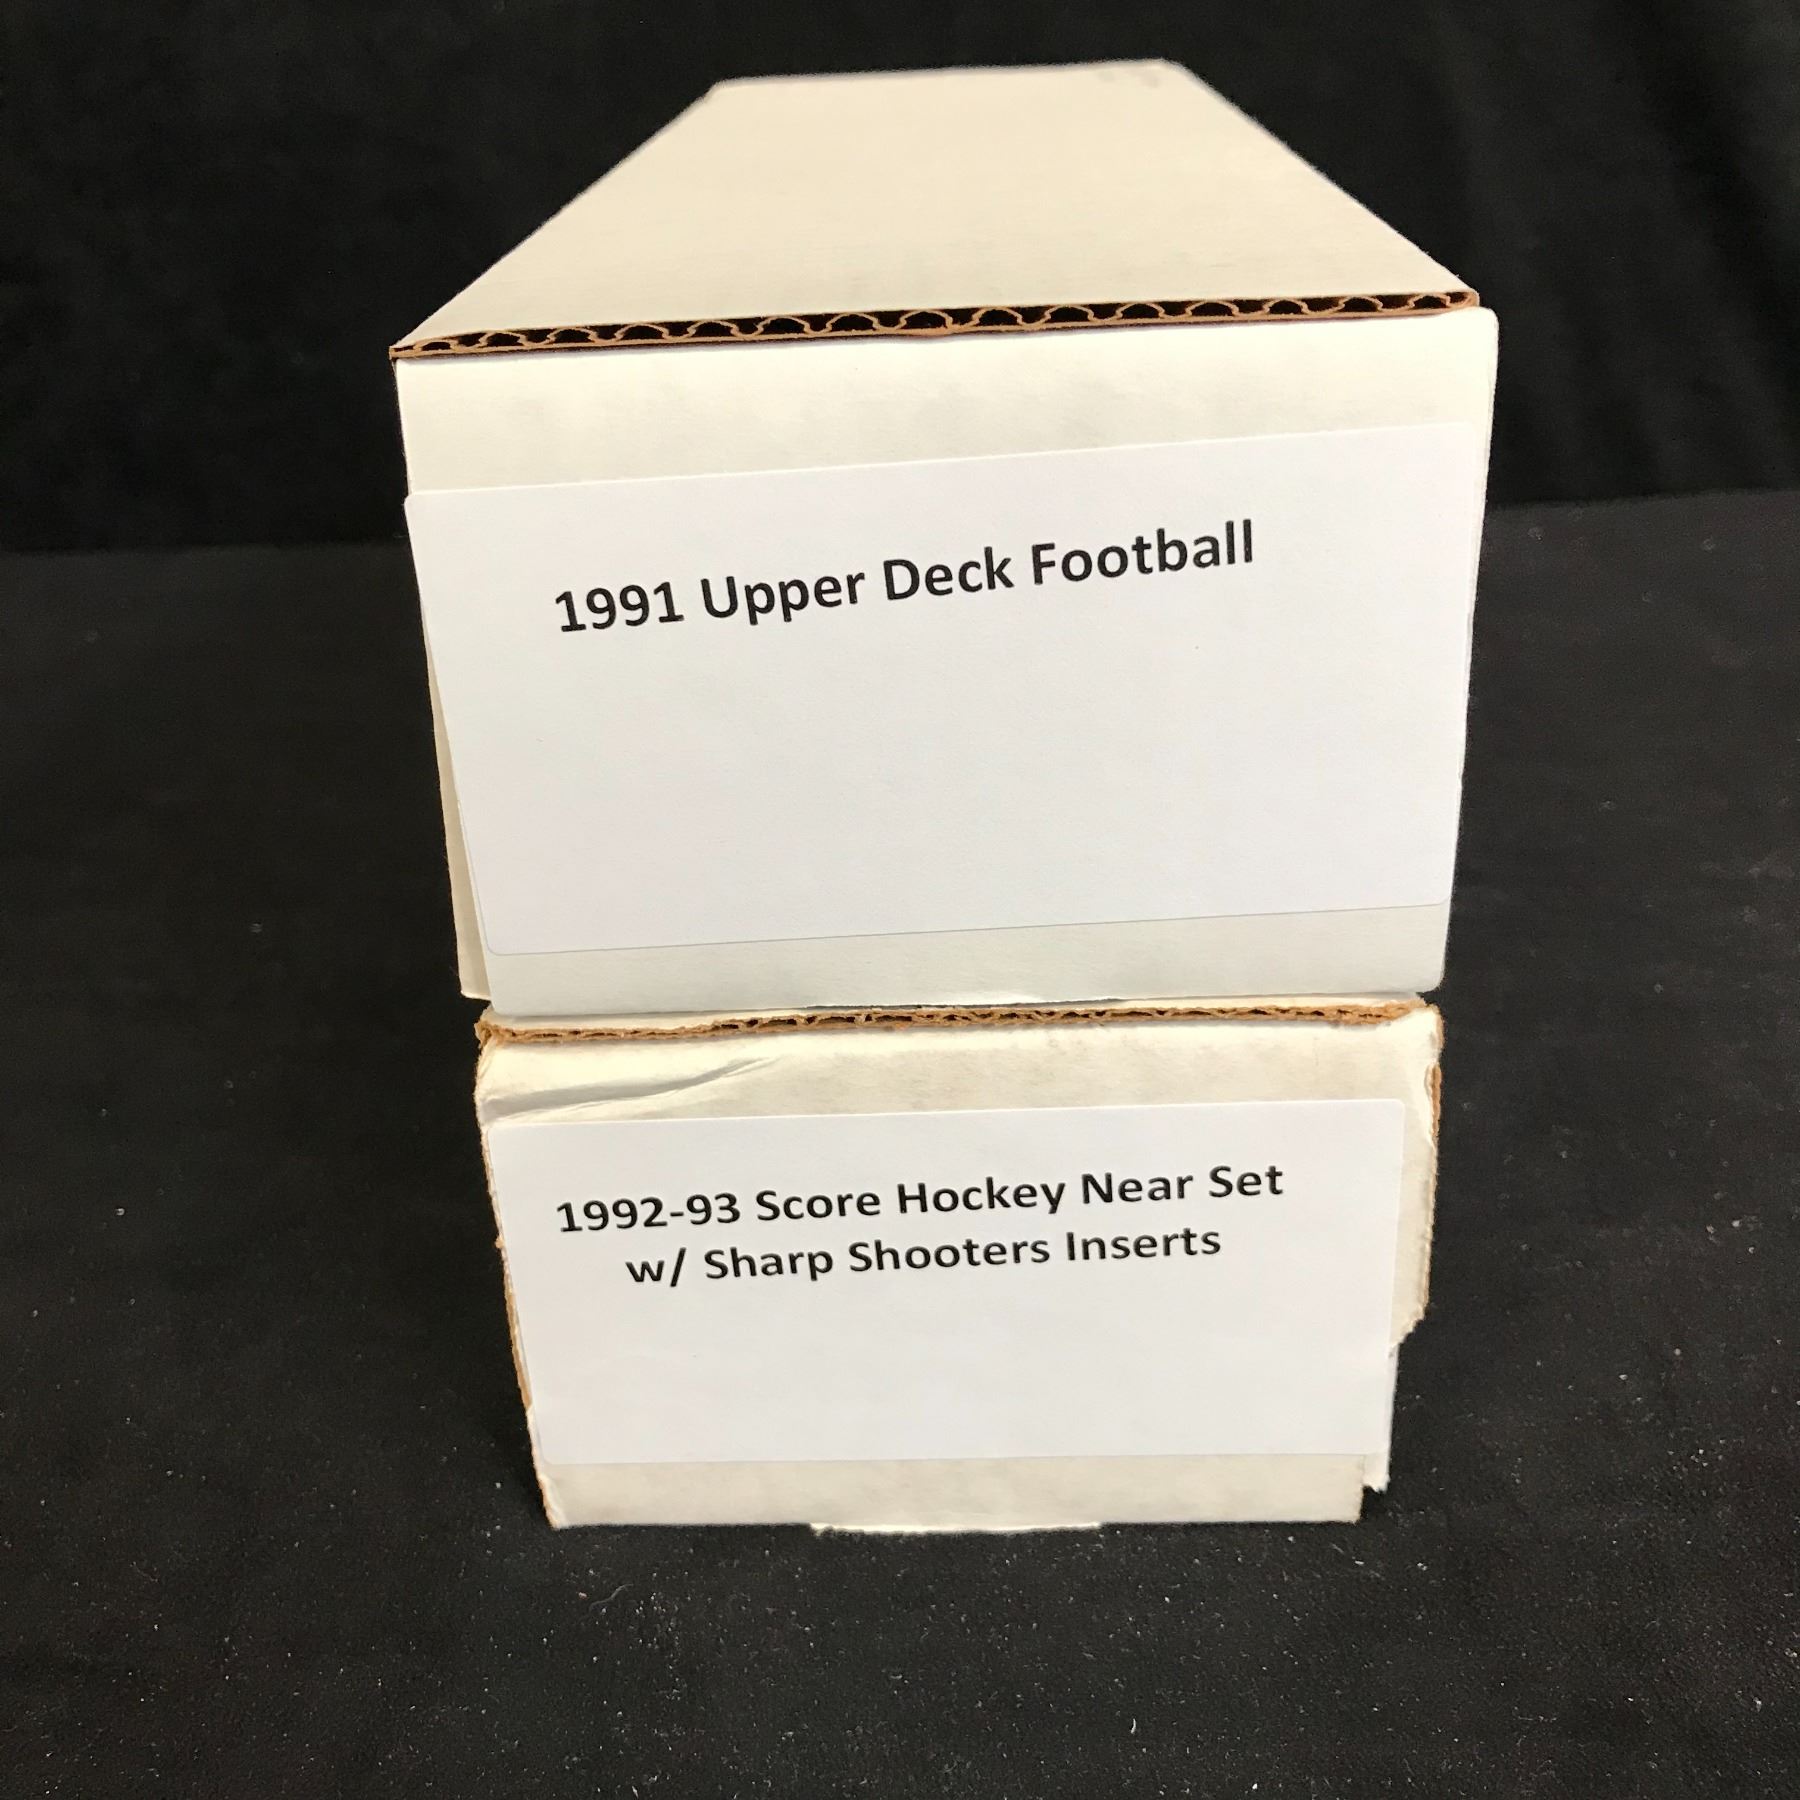 1991 Upper Deck Football
1992-93 Score Hockey Near Set
w/ Sharp Shooters Inserts